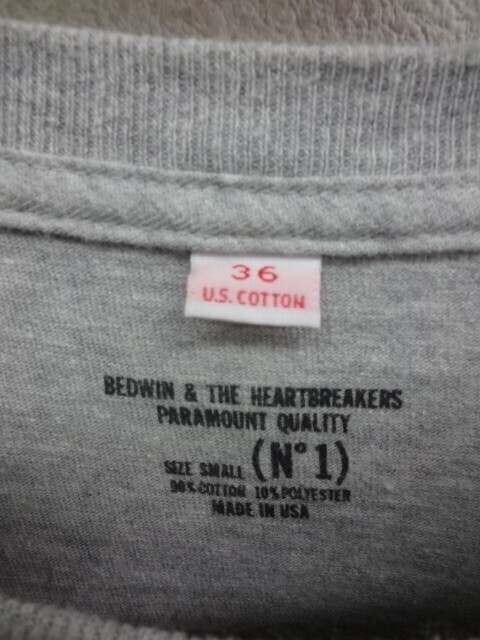 36
U.S. COTTON
BEDWIN & THE HEARTBREAKERS
PARAMOUNT QUALITY
SIZE SMALL (N°1)
90%COTTON 10%POLYESTER
MADE IN USA